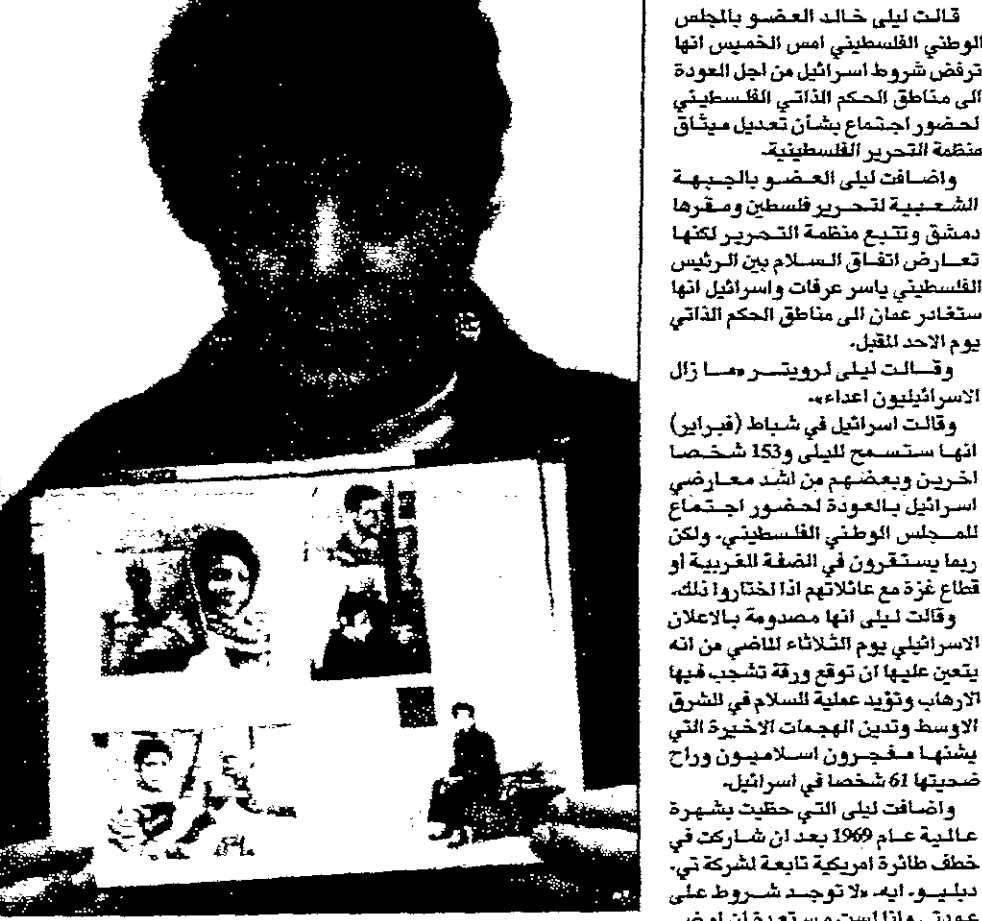 قالت ليلى خالد العضو بالمجلس
الوطني الفلسطيني امس الخميس انها
ترفض شروط اسرائيل من اجل العودة
الى مناطق الحكم الذاتي الفلسطيني
لحضور اجتماع بشأن تعديل ميثاق
منظمة التحرير الفلسطينية.
واضافت ليلى العضو بالجبهة
الشعبية لتحرير فلسطين ومقرها
دمشق وتتبع منظمة التحرير لكنها
تعارض اتفاق السلام بين الرئيس
الفلسطيني ياسر عرفات واسرائيل انها
ستغادر عمان الى مناطق الحكم الذاتي
يوم الاحد المقبل.
وقالت ليلى لرويتر «ما زال
الاسرائيليون اعداء».
وقالت اسرائيل في شباط (فبراير)
انها ستسمح لليلى و153 شخصا
اخرين وبعضهم من اشد معارضي
اسرائيل بالعودة لحضور اجتماع
للمجلس الوطني الفلسطيني. ولكن
ربما يستقرون في الضفة الغربية أو
قطاع غزة مع عائلاتهم اذا اختاروا ذلك.
وقالت ليلى انها مصدومة بالاعلان
الاسرائيلي يوم الثلاثاء الماضي من انه
يتعين عليها ان توقع ورقة تشجب فيها
الارهاب وتؤيد عملية السلام في الشرق
الاوسط وتدين الهجمات الاخيرة التي
يشنها مفجرون اسلاميون وراح
ضحيتها 61 شخصا في اسرائيل.
واضافت ليلى التي حظيت بشهرة
عالية عام 1969 بعد ان شاركت في
خطف طائرة امريكية تابعة لشركة تي.
دبليو. ايه. «لا توجد شروط على
عودتي وانا لست مستعدة ان